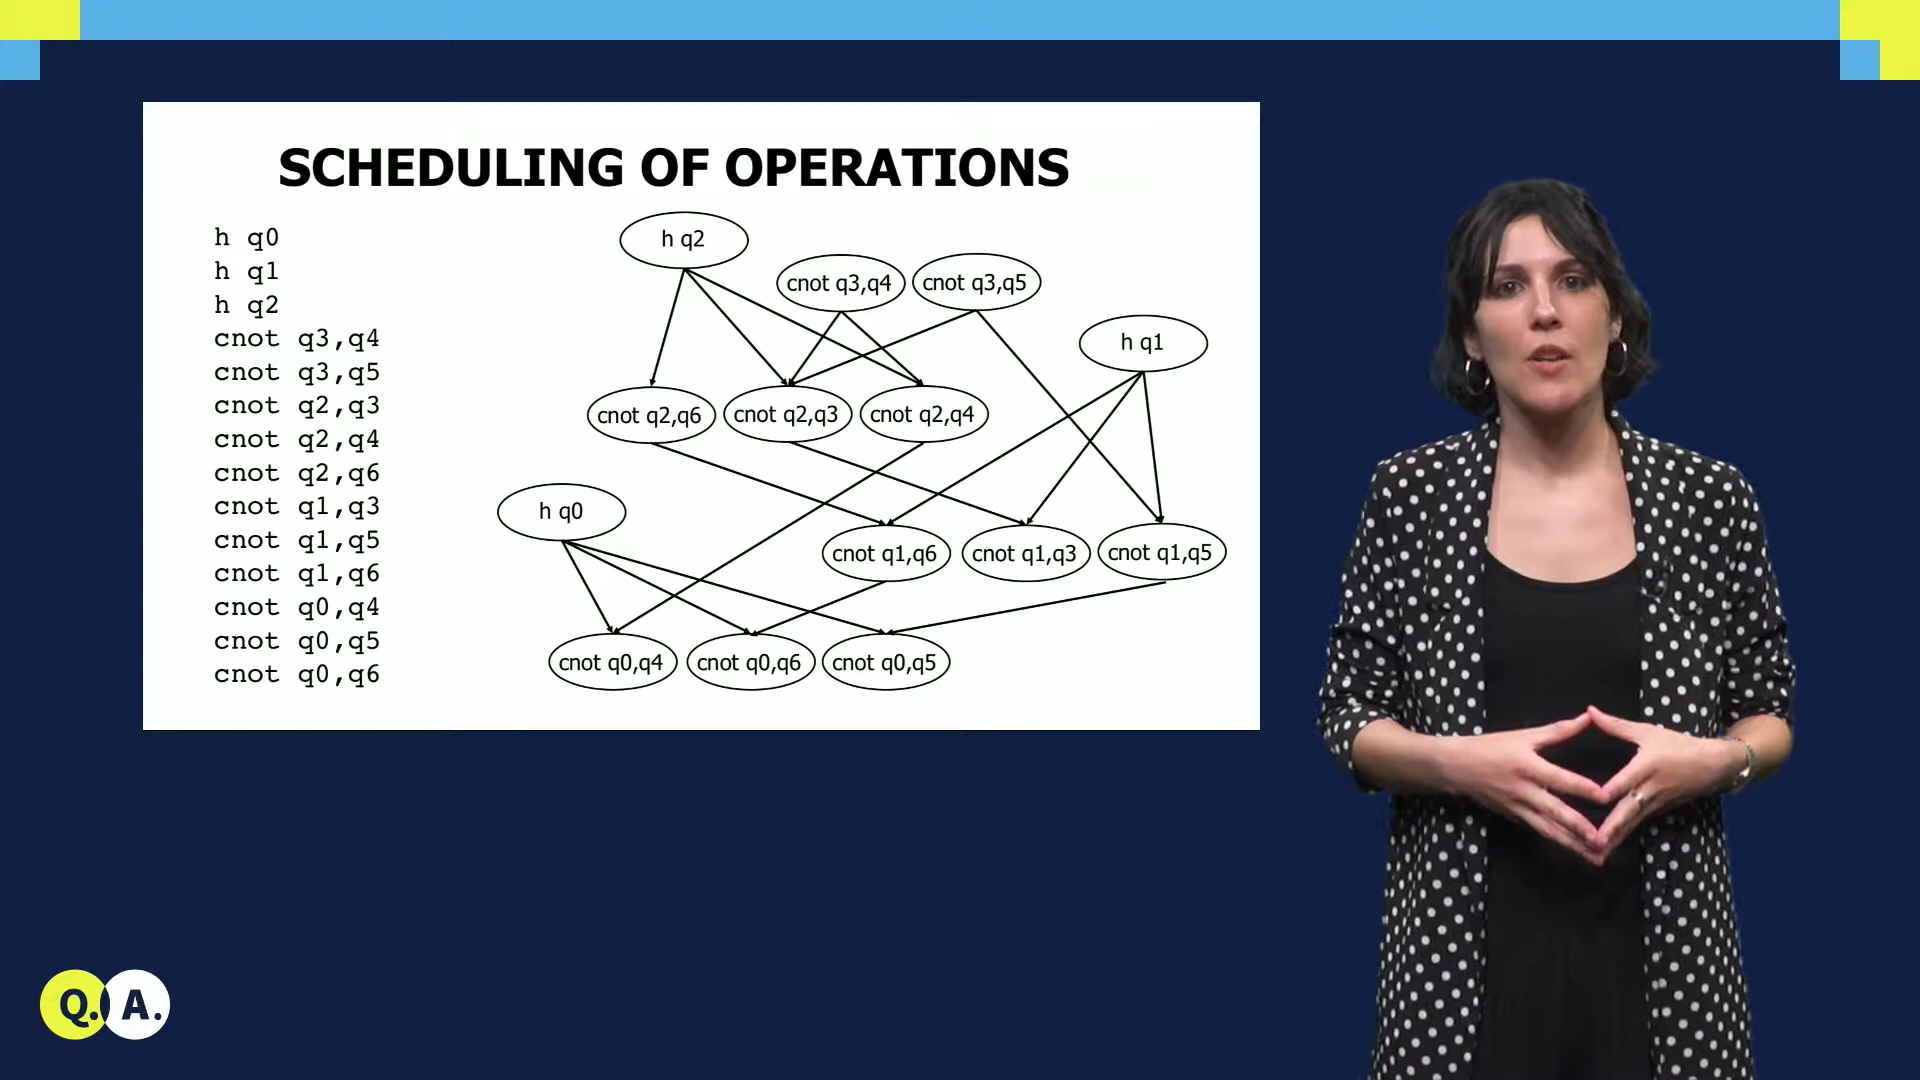 SCHEDULING OF OPERATIONS
h q0
h q1
h q2
cnot q3,q4
cnot q3,q5
cnot q2,q3
cnot q2,q4
cnot q2,q6
cnot q1,q3
cnot q1,q5
cnot q1,q6
cnot q0,q4
cnot q0,q5
cnot q0,q6
h q2
cnot q3,q4
cnot q3,q5
h q1
cnot q2,q6
cnot q2,q3
cnot q2,q4
h q0
cnot q1,q6
cnot q1,q3
cnot q1,q5
cnot q0,q4
cnot q0,q6
cnot q0,q5
Q. A.